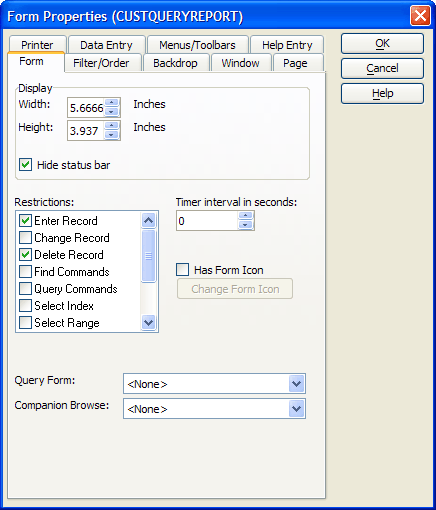 Form Properties (CUSTQUERYREPORT)
Printer Data Entry Menus/Toolbars Help Entry
Form Filter/Order Backdrop Window Page
OK
Cancel
Help
Display
Width: 5.6666 Inches
Height: 3.937 Inches
Hide status bar
Restrictions:
Enter Record
Change Record
Delete Record
Find Commands
Query Commands
Select Index
Select Range
Timer interval in seconds:
0
Has Form Icon
Change Form Icon
Query Form: <None>
Companion Browse: <None>